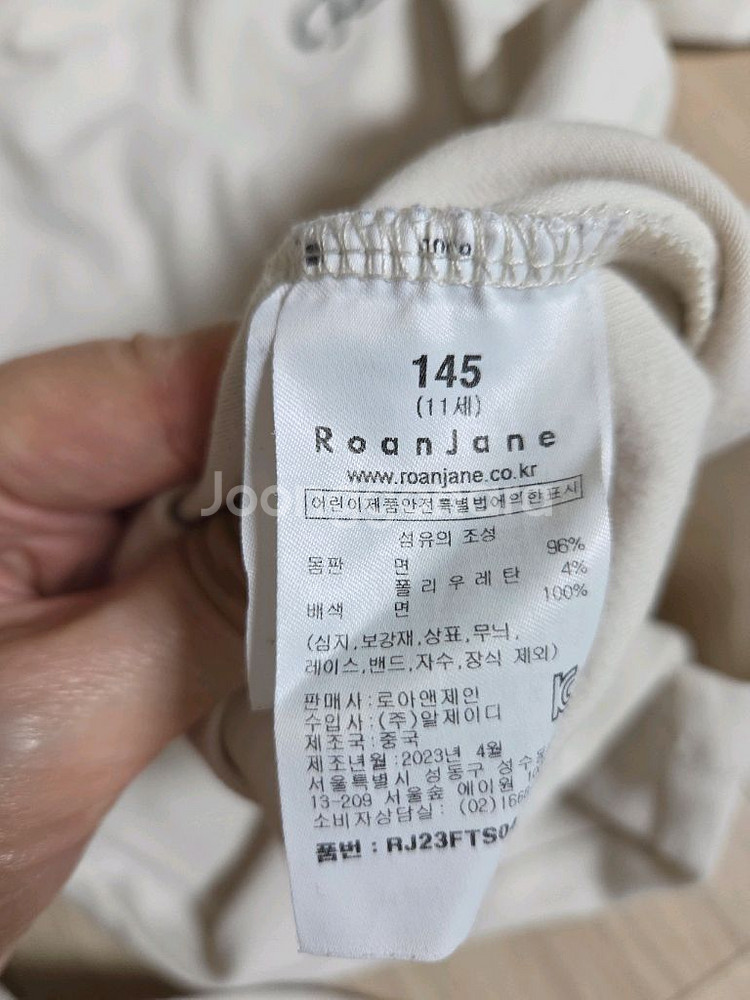 145
(11세)
RoanJane
www.roanjane.co.kr
어린이제품안전특별법에의한표시
섬유의 조성
몸판 면 96%
폴리우레탄 4%
배색 면 100%
(심지,보강재,상표,무늬,
레이스,밴드,자수,장식 제외)
판매사:로아앤제인
수입사:(주)알제이디
제조국:중국
제조년월:2023년 4월
서울특별시 성동구 성수동
13-209 서울숲 에이원
소비자상담실: (02)166
품번 : RJ23FTS0